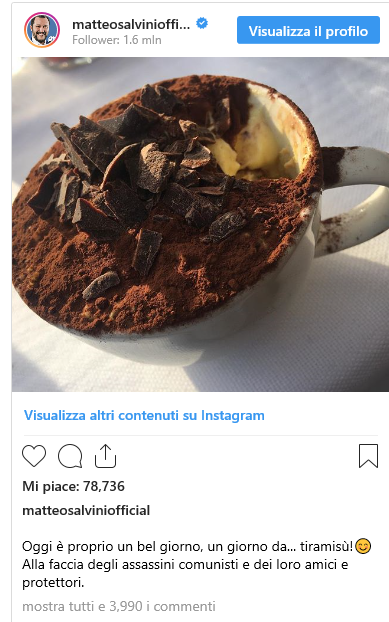 matteosalvinioffi...
Follower: 1.6 mln
Visualizza il profilo
Visualizza altri contenuti su Instagram
Mi piace: 78,736
matteosalviniofficial
Oggi è proprio un bel giorno, un giorno da... tiramisù!😊
Alla faccia degli assassini comunisti e dei loro amici e
protettori.
mostra tutti e 3,990 i commenti